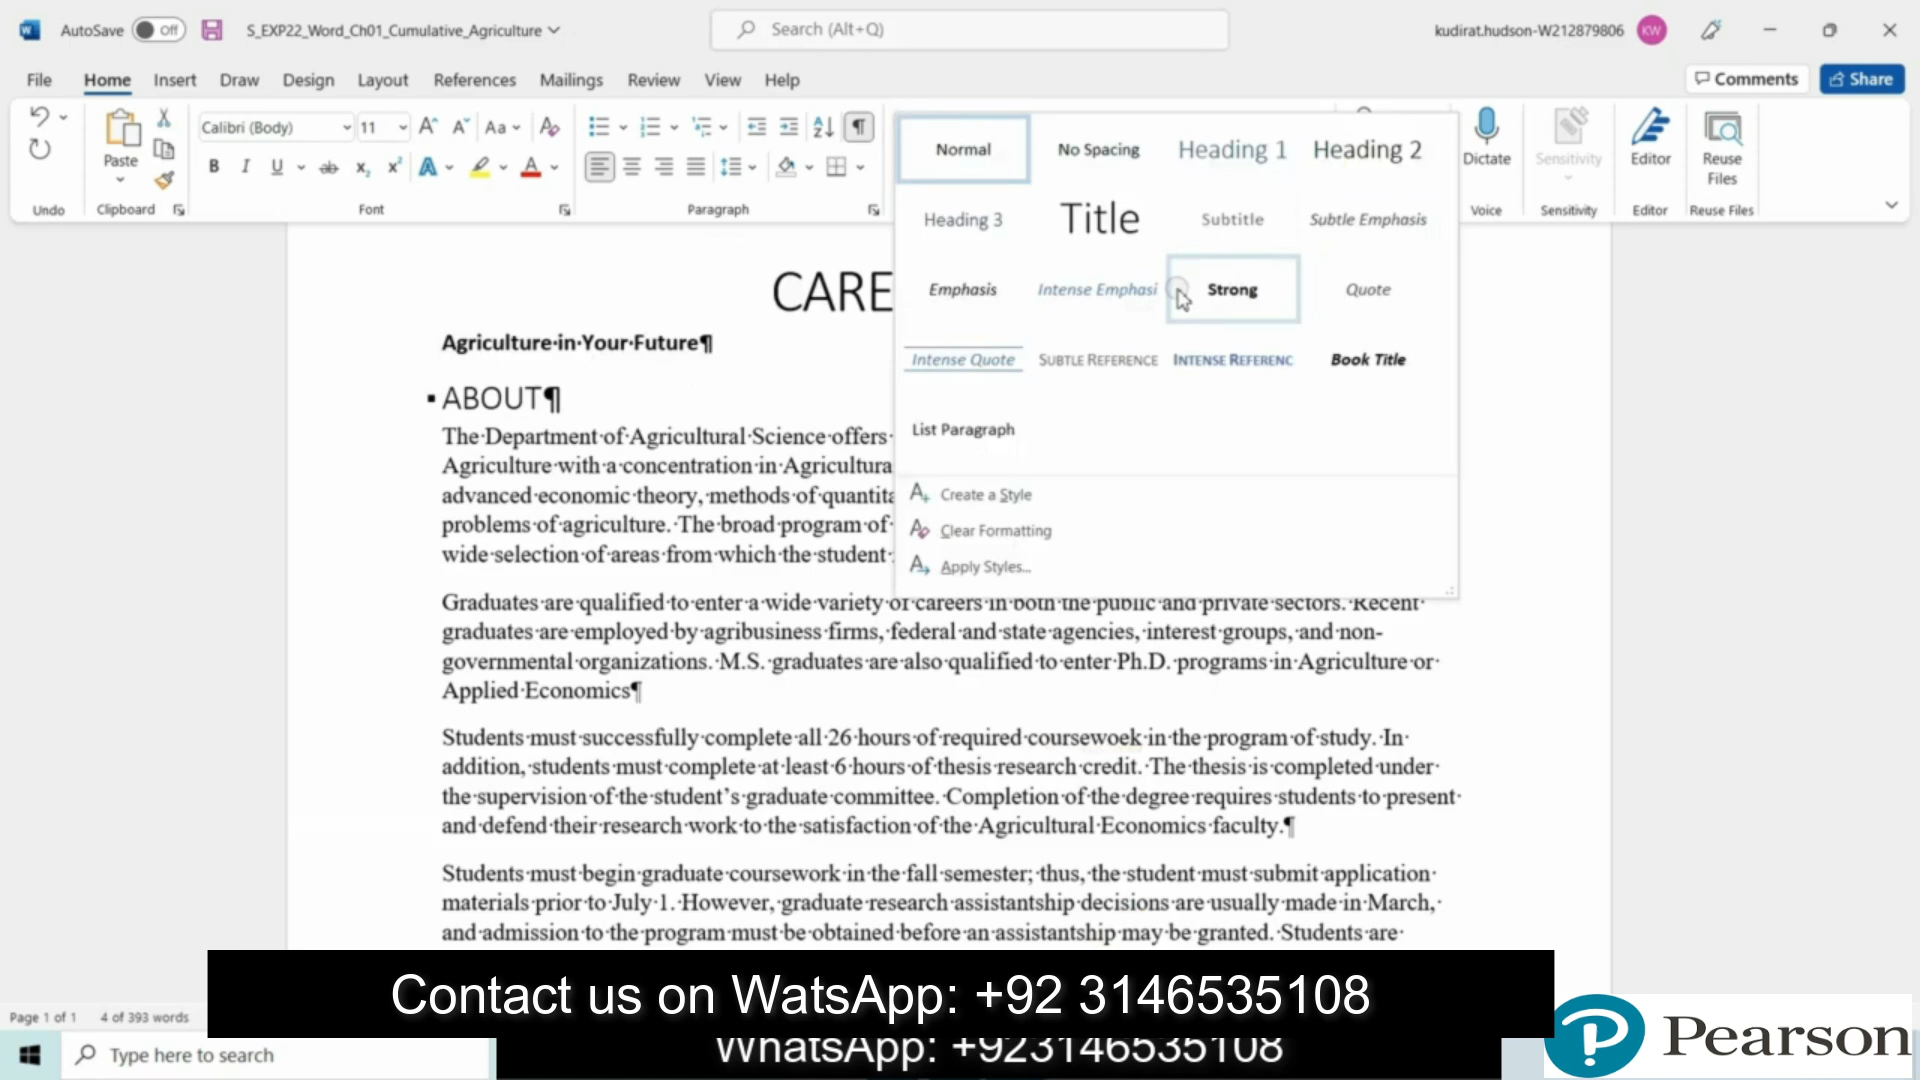 AutoSave Off S_EXP22_Word_Ch01_Cumulative_Agriculture Search (Alt+Q) kudirat.hudson-W212879806 KW
File Home Insert Draw Design Layout References Mailings Review View Help Comments Share
Calibri (Body) 11 Aa
Paste B I U ab x₂ x² A A
Dictate Sensitivity Editor Reuse Files
Undo Clipboard Font Paragraph Voice Sensitivity Editor Reuse Files
Normal No Spacing Heading 1 Heading 2
Heading 3 Title Subtitle Subtle Emphasis
Emphasis Intense Emphasi Strong Quote
Intense Quote SUBTLE REFERENCE INTENSE REFERENC Book Title
List Paragraph
Create a Style
Clear Formatting
Apply Styles...
CARE
Agriculture·in·Your·Future¶
ABOUT¶
The·Department·of·Agricultural·Science·offers·
Agriculture·with·a·concentration·in·Agricultura
advanced·economic·theory,·methods·of·quantita
problems·of·agriculture.·The·broad·program·of·
wide·selection·of·areas·from·which·the·student·
Graduates·are·qualified·to·enter·a·wide·variety·of·careers·in·both·the·public·and·private·sectors.·Recent·
graduates·are·employed·by·agribusiness·firms,·federal·and·state·agencies,·interest·groups,·and·non-
governmental·organizations.·M.S.·graduates·are·also·qualified·to·enter·Ph.D.·programs·in·Agriculture·or·
Applied·Economics¶
Students·must·successfully·complete·all·26·hours·of·required·coursewoek·in·the·program·of·study.·In·
addition,·students·must·complete·at·least·6·hours·of·thesis·research·credit.·The·thesis·is·completed·under·
the·supervision·of·the·student's·graduate·committee.·Completion·of·the·degree·requires·students·to·present·
and·defend·their·research·work·to·the·satisfaction·of·the·Agricultural·Economics·faculty.¶
Students·must·begin·graduate·coursework·in·the·fall·semester;·thus,·the·student·must·submit·application·
materials·prior·to·July·1.·However,·graduate·research·assistantship·decisions·are·usually·made·in·March,·
and·admission·to·the·program·must·be·obtained·before·an·assistantship·may·be·granted.·Students·are·
Contact us on WatsApp: +92 3146535108
Page 1 of 1 4 of 393 words
Type here to search
WhatsApp: +923146535108
Pearson